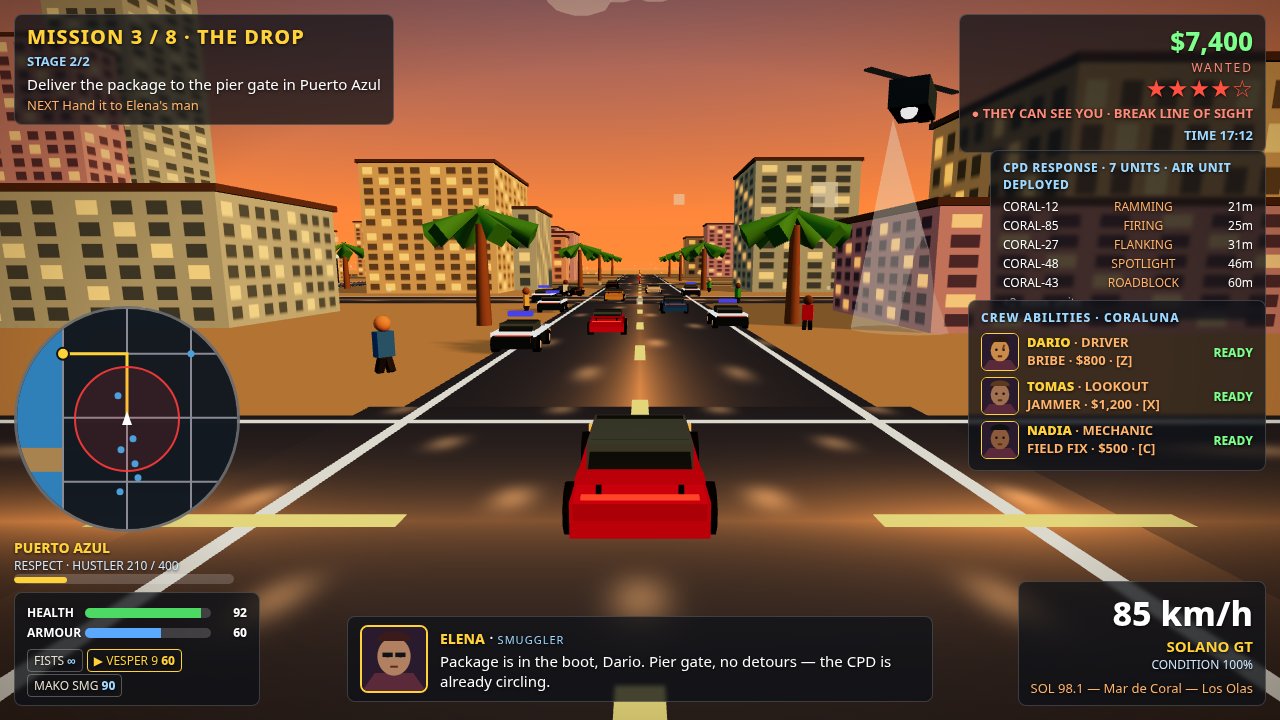 MISSION 3 / 8 · THE DROP
STAGE 2/2
Deliver the package to the pier gate in Puerto Azul
NEXT Hand it to Elena's man
$7,400
WANTED
★★★★☆
● THEY CAN SEE YOU · BREAK LINE OF SIGHT
TIME 17:12
CPD RESPONSE · 7 UNITS · AIR UNIT
DEPLOYED
CORAL-12 RAMMING 21m
CORAL-85 FIRING 25m
CORAL-27 FLANKING 31m
CORAL-48 SPOTLIGHT 46m
CORAL-43 ROADBLOCK 60m
CREW ABILITIES · CORALUNA
DARIO · DRIVER
BRIBE · $800 · [Z] READY
TOMAS · LOOKOUT
JAMMER · $1,200 · [X] READY
NADIA · MECHANIC
FIELD FIX · $500 · [C] READY
PUERTO AZUL
RESPECT · HUSTLER 210 / 400
HEALTH 92
ARMOUR 60
FISTS ∞ ▶ VESPER 9 60
MAKO SMG 90
ELENA · SMUGGLER
Package is in the boot, Dario. Pier gate, no detours — the CPD is
already circling.
85 km/h
SOLANO GT
CONDITION 100%
SOL 98.1 — Mar de Coral — Los Olas